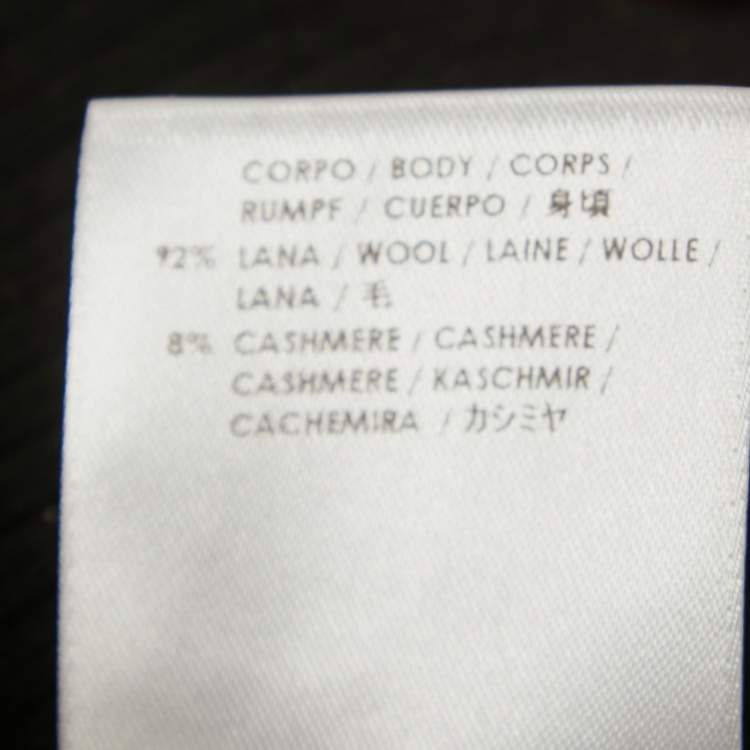 CORPO / BODY / CORPS /
RUMPF / CUERPO / 身頃
92% LANA / WOOL / LAINE / WOLLE /
LANA / 毛
8% CASHMERE / CASHMERE /
CASHMERE / KASCHMIR /
CACHEMIRA / カシミヤ